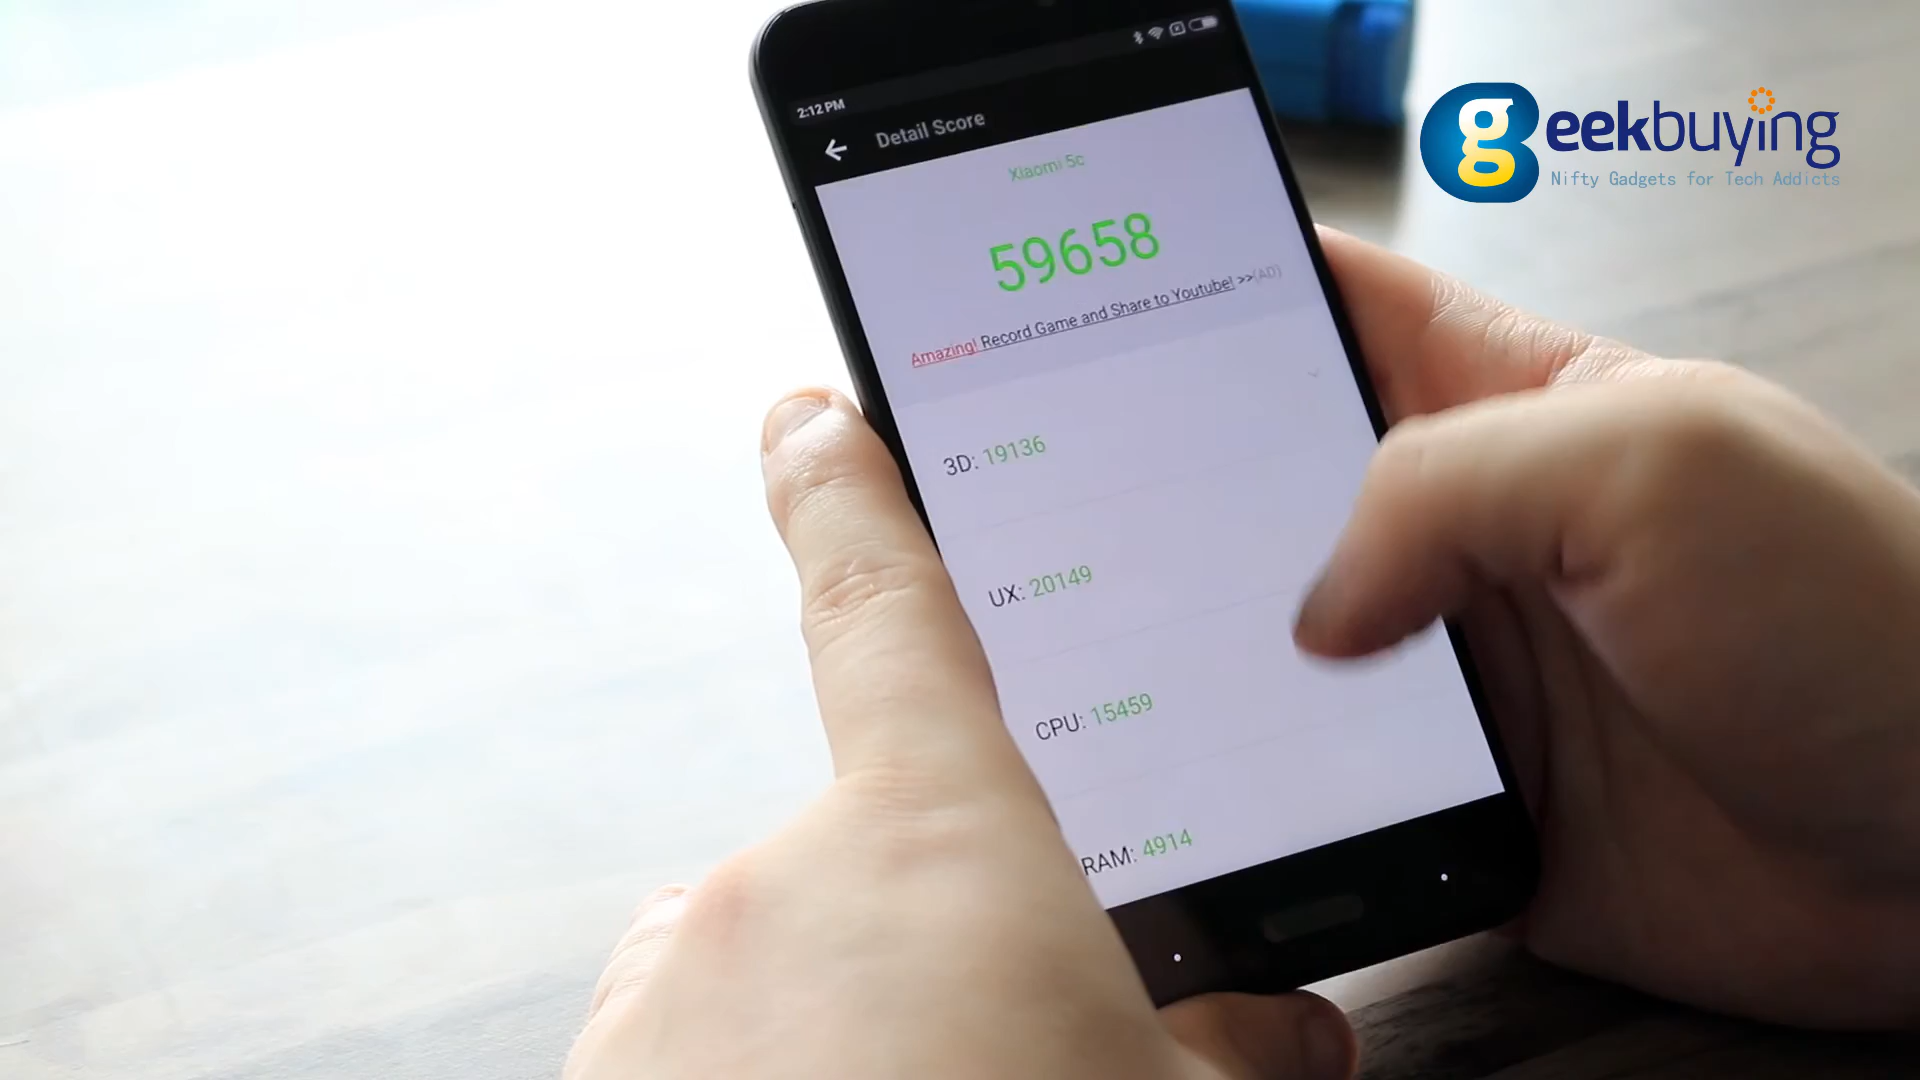 2:12 PM
Detail Score
Xiaomi 5c
59658
Amazing! Record Game and Share to Youtube! >>(AD)
3D: 19136
UX: 20149
CPU: 15459
RAM: 4914
geekbuying
Nifty Gadgets for Tech Addicts